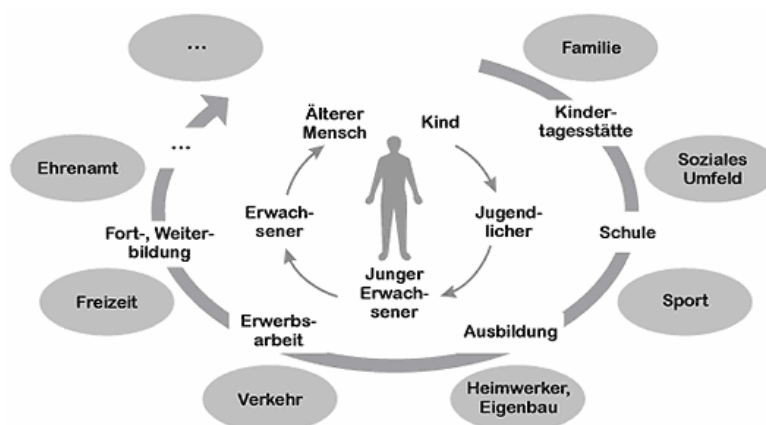 ...
Familie
Kinder-
tagesstätte
Älterer
Mensch
Kind
...
Ehrenamt
Soziales
Umfeld
Erwach-
sener
Jugend-
licher
Fort-, Weiter-
bildung
Schule
Junger
Erwach-
sener
Freizeit
Sport
Erwerbs-
arbeit
Ausbildung
Verkehr
Heimwerker,
Eigenbau